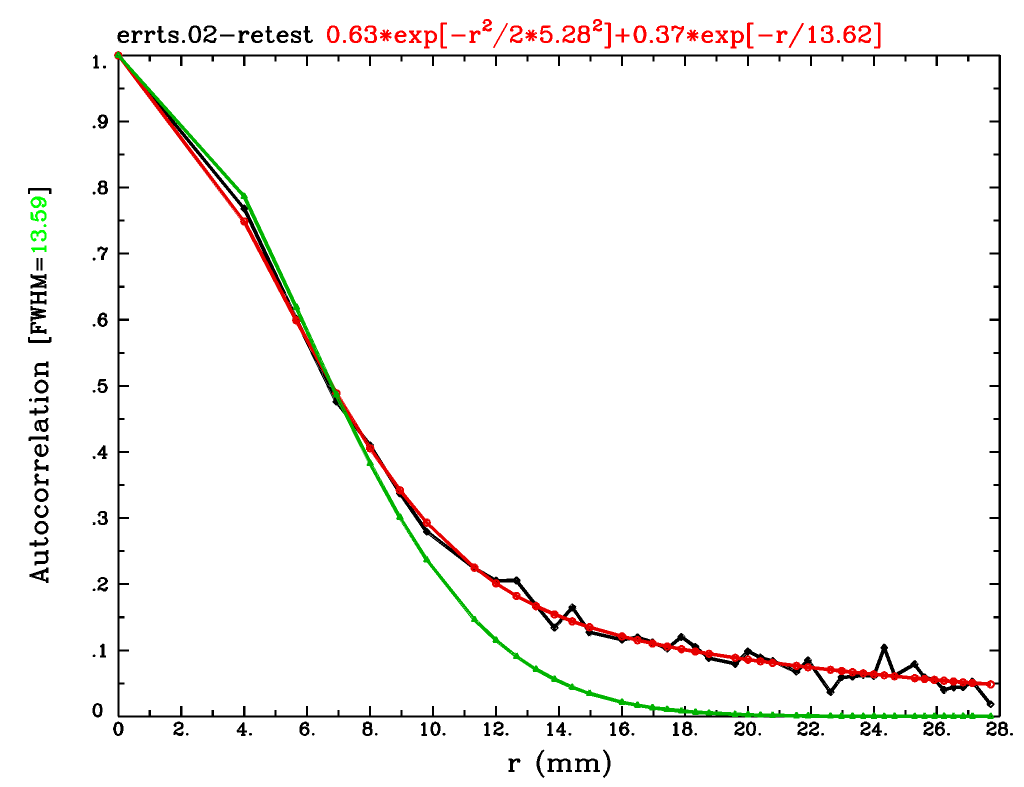 errts.02-retest 0.63*exp[-r²/2*5.28²]+0.37*exp[-r/13.62]
1.
.9
.8
.7
.6
.5
.4
.3
.2
.1
0
Autocorrelation [FWHM=13.59]
0 2. 4. 6. 8. 10. 12. 14. 16. 18. 20. 22. 24. 26. 28.
r (mm)